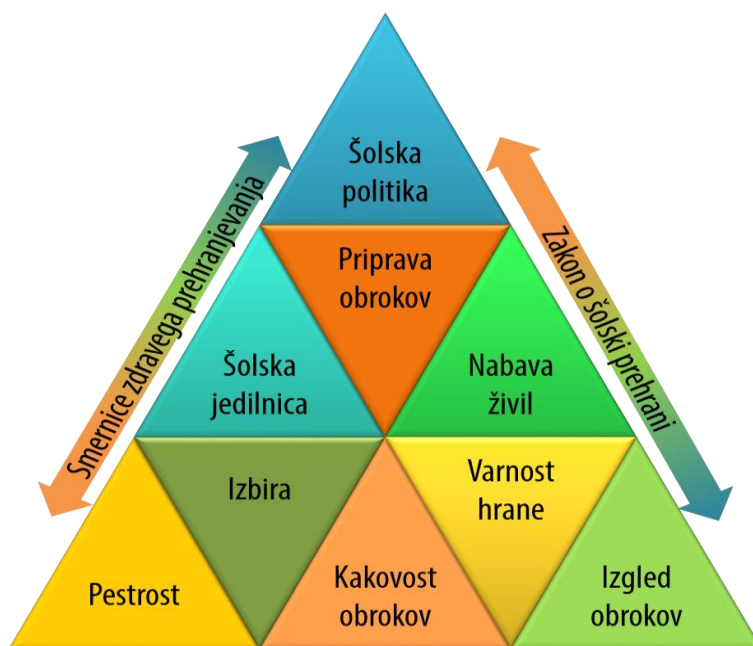 Šolska
politika
Smernice zdravega prehranjevanja
Zakon o šolski prehrani
Priprava
obrokov
Šolska
jedilnica
Nabava
živil
Izbira
Varnost
hrane
Pestrost
Kakovost
obrokov
Izgled
obrokov